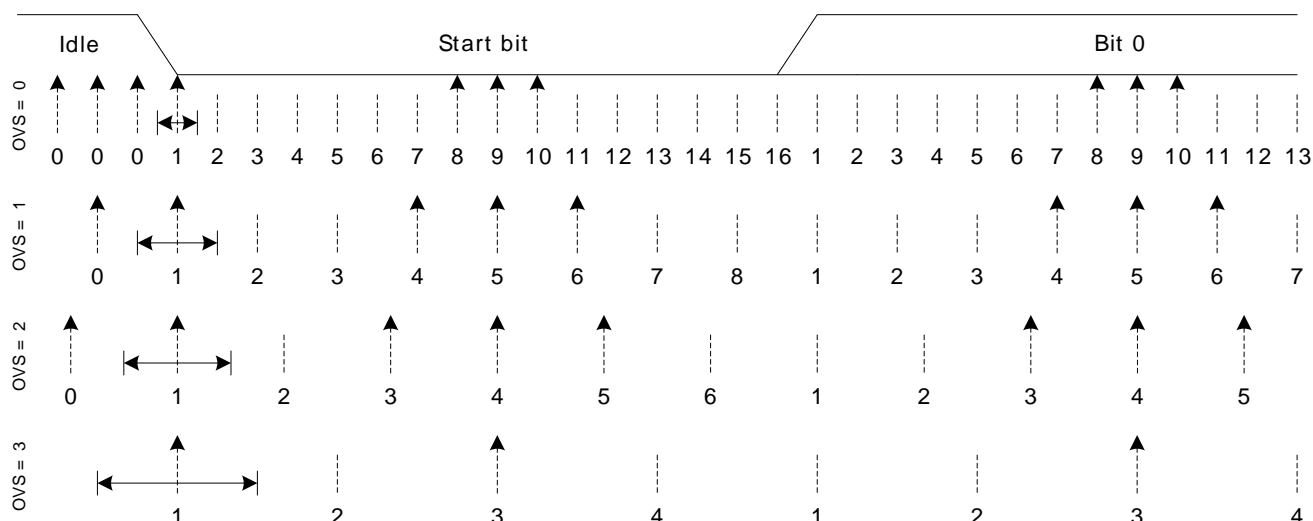 Idle Start bit Bit 0
OVS = 0
0 0 0 1 2 3 4 5 6 7 8 9 10 11 12 13 14 15 16 1 2 3 4 5 6 7 8 9 10 11 12 13
OVS = 1
0 1 2 3 4 5 6 7 8 1 2 3 4 5 6 7
OVS = 2
0 1 2 3 4 5 6 1 2 3 4 5
OVS = 3
1 2 3 4 1 2 3 4